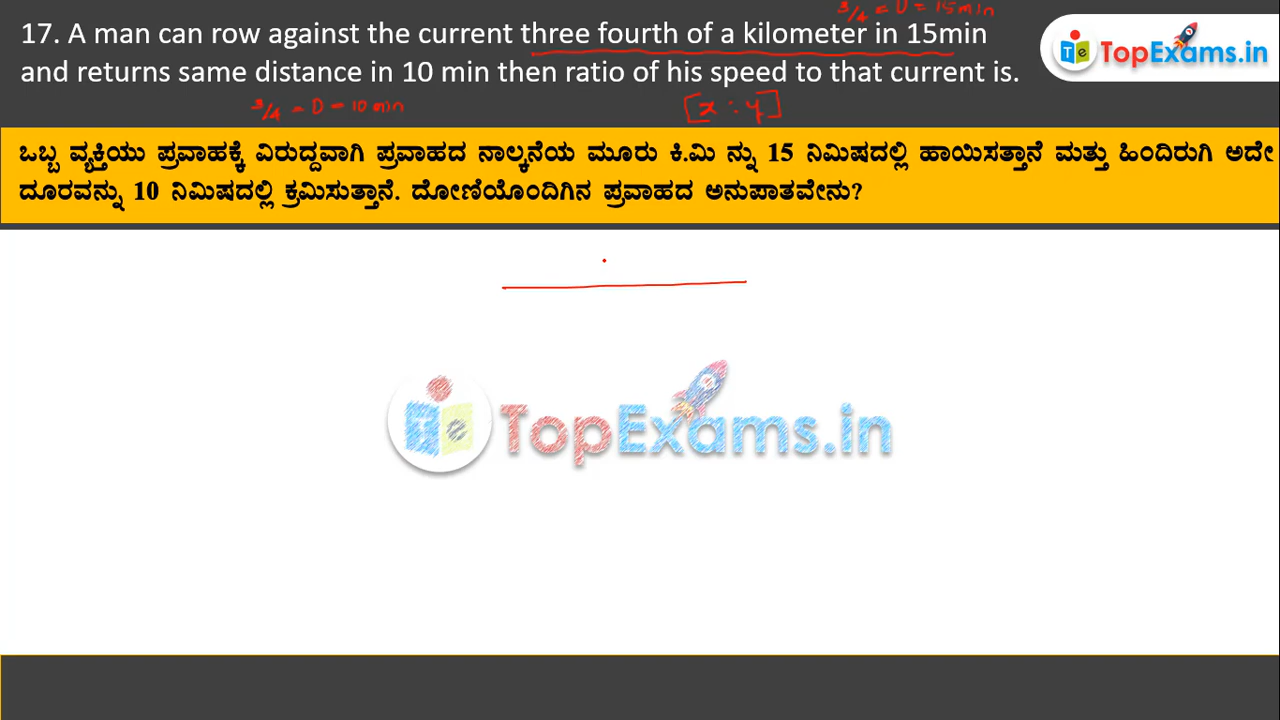 3/4 = U = 15min
17. A man can row against the current three fourth of a kilometer in 15min
and returns same distance in 10 min then ratio of his speed to that current is.
3/4 = D = 10 min
[x : y]
Te TopExams.in
ಒಬ್ಬ ವ್ಯಕ್ತಿಯು ಪ್ರವಾಹಕ್ಕೆ ವಿರುದ್ದವಾಗಿ ಪ್ರವಾಹದ ನಾಲ್ಕನೆಯ ಮೂರು ಕಿ.ಮಿ ನ್ನು 15 ನಿಮಿಷದಲ್ಲಿ ಹಾಯಿಸತ್ತಾನೆ ಮತ್ತು ಹಿಂದಿರುಗಿ ಅದೇ
ದೂರವನ್ನು 10 ನಿಮಿಷದಲ್ಲಿ ಕ್ರಮಿಸುತ್ತಾನೆ. ದೋಣಿಯೊಂದಿಗಿನ ಪ್ರವಾಹದ ಅನುಪಾತವೇನು?
Te TopExams.in